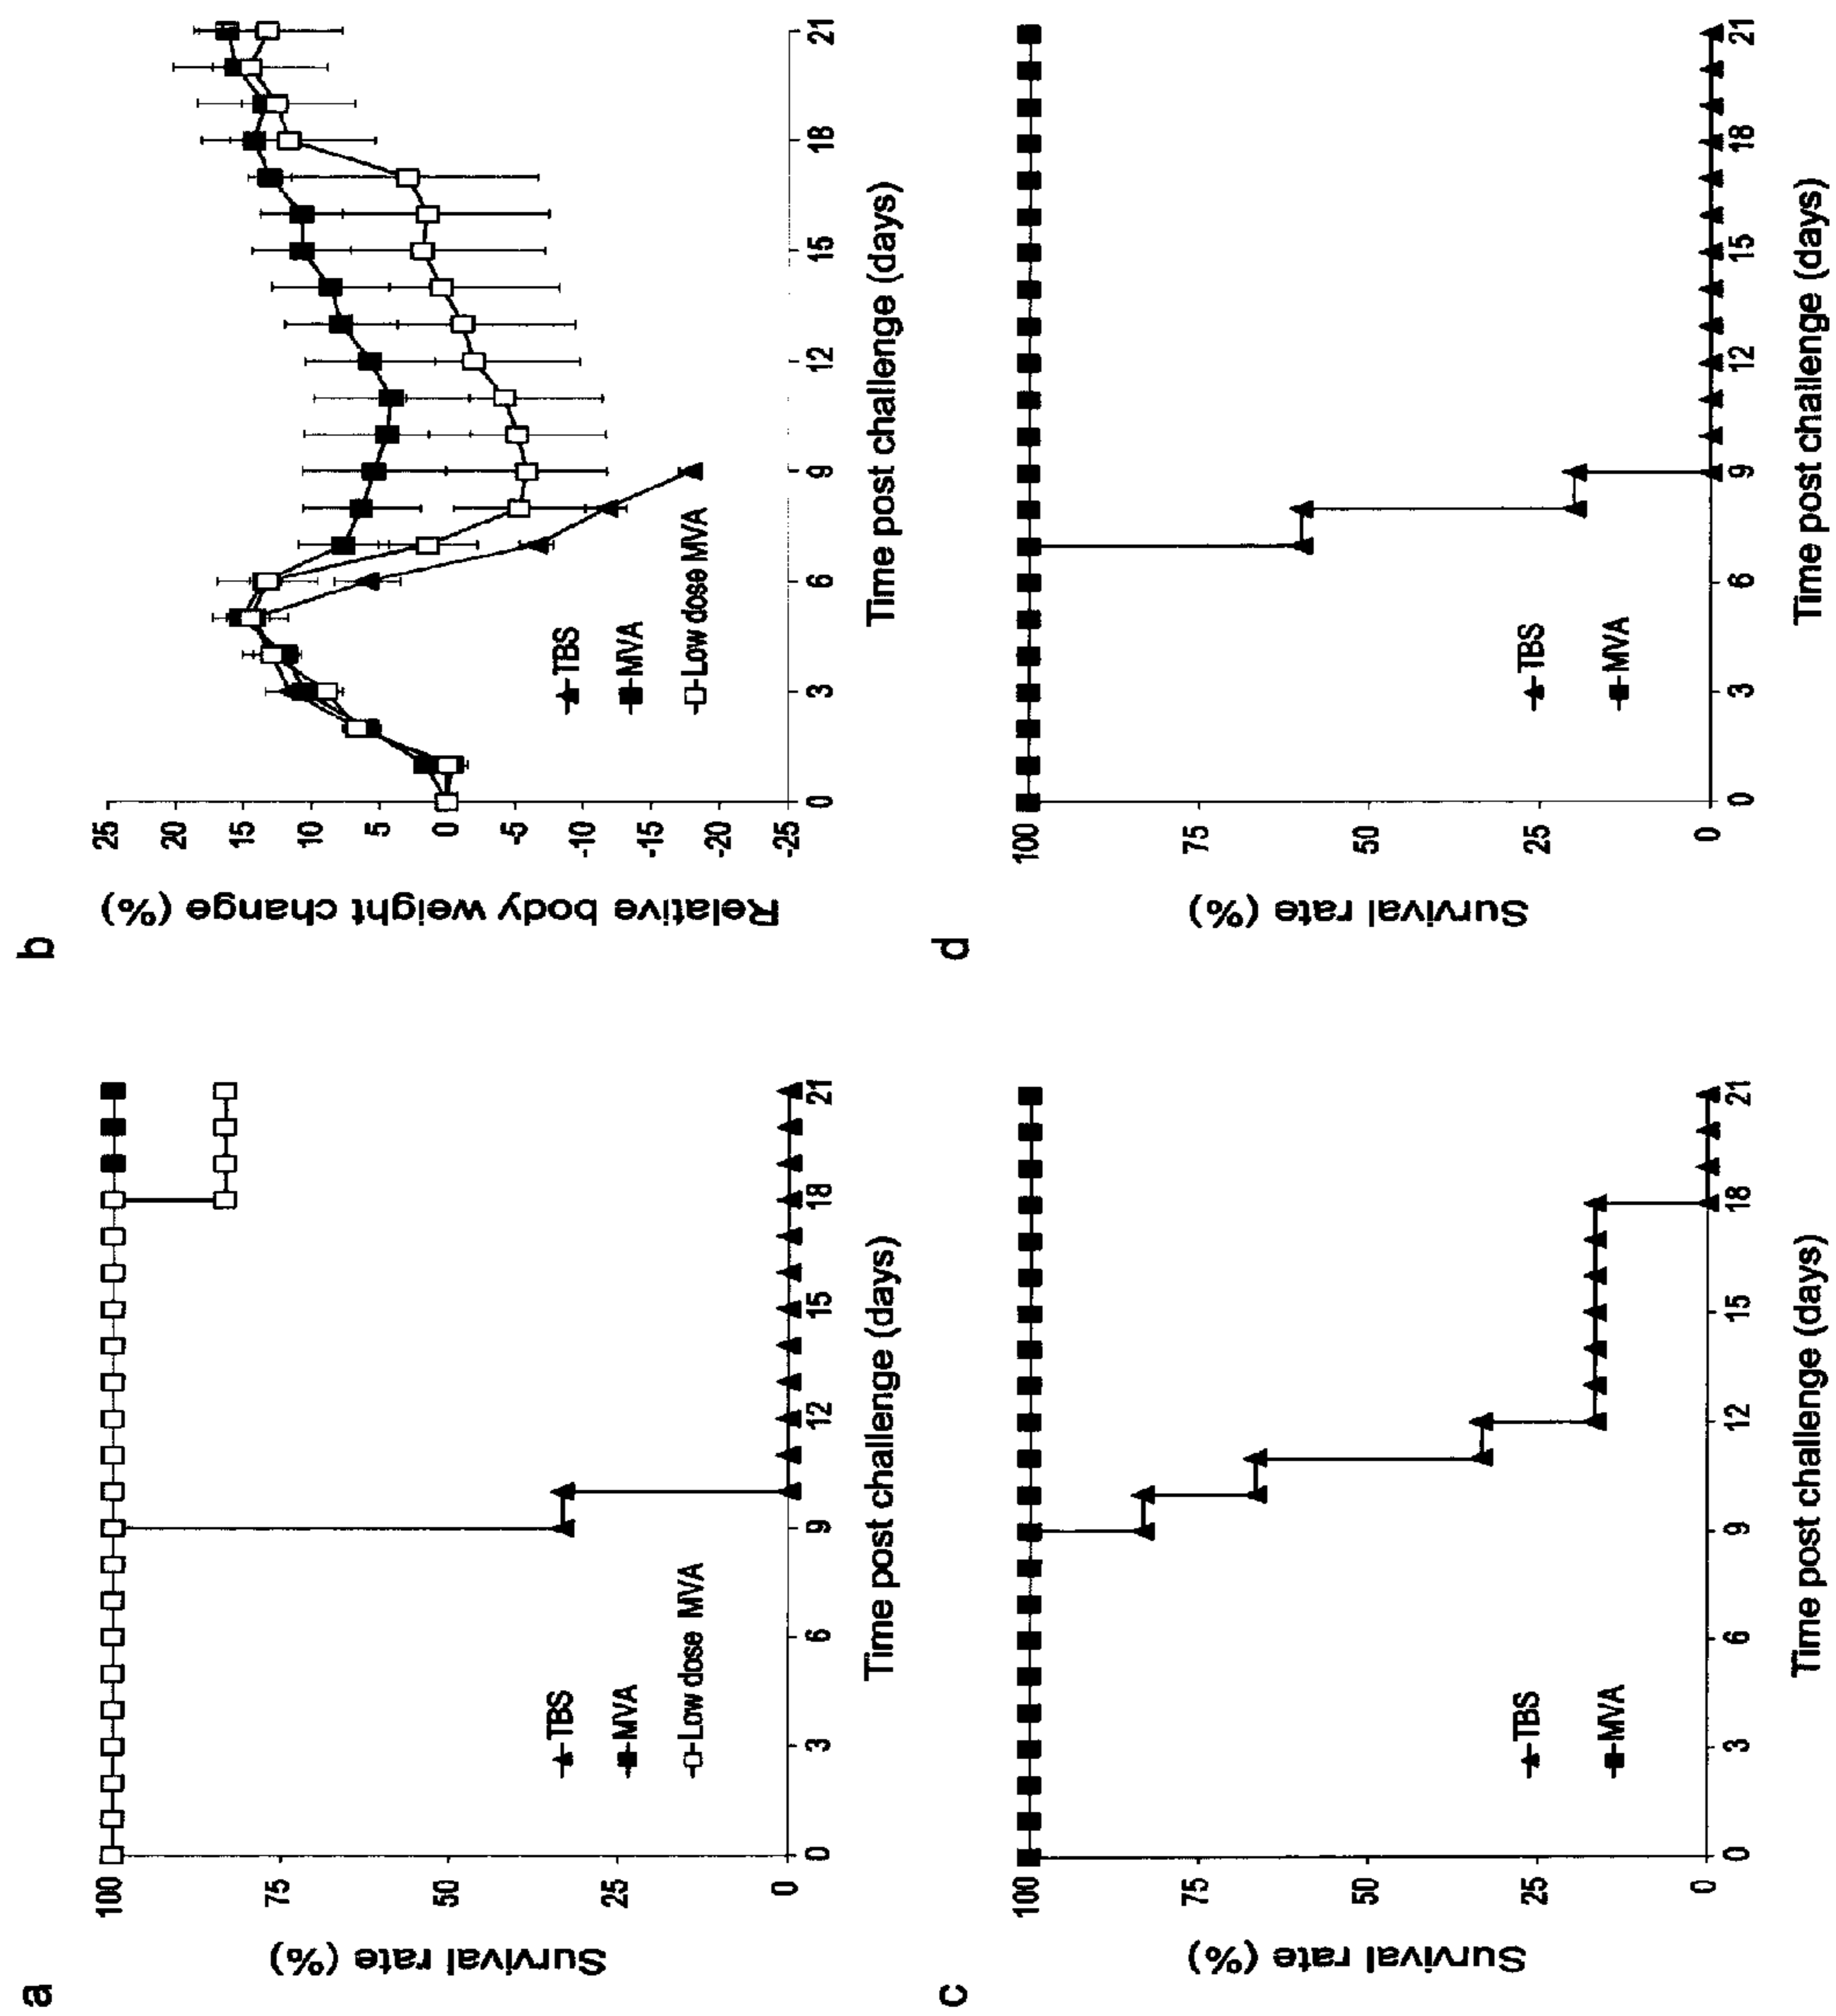 a
Survival rate (%)
100
75
50
25
0
TBS
MVA
Low dose MVA
0 3 6 9 12 15 18 21
Time post challenge (days)
b
Relative body weight change (%)
25
20
15
10
5
0
-5
-10
-15
-20
-25
TBS
MVA
Low dose MVA
0 3 6 9 12 15 18 21
Time post challenge (days)
c
Survival rate (%)
100
75
50
25
0
TBS
MVA
0 3 6 9 12 15 18 21
Time post challenge (days)
d
Survival rate (%)
100
75
50
25
0
TBS
MVA
0 3 6 9 12 15 18 21
Time post challenge (days)